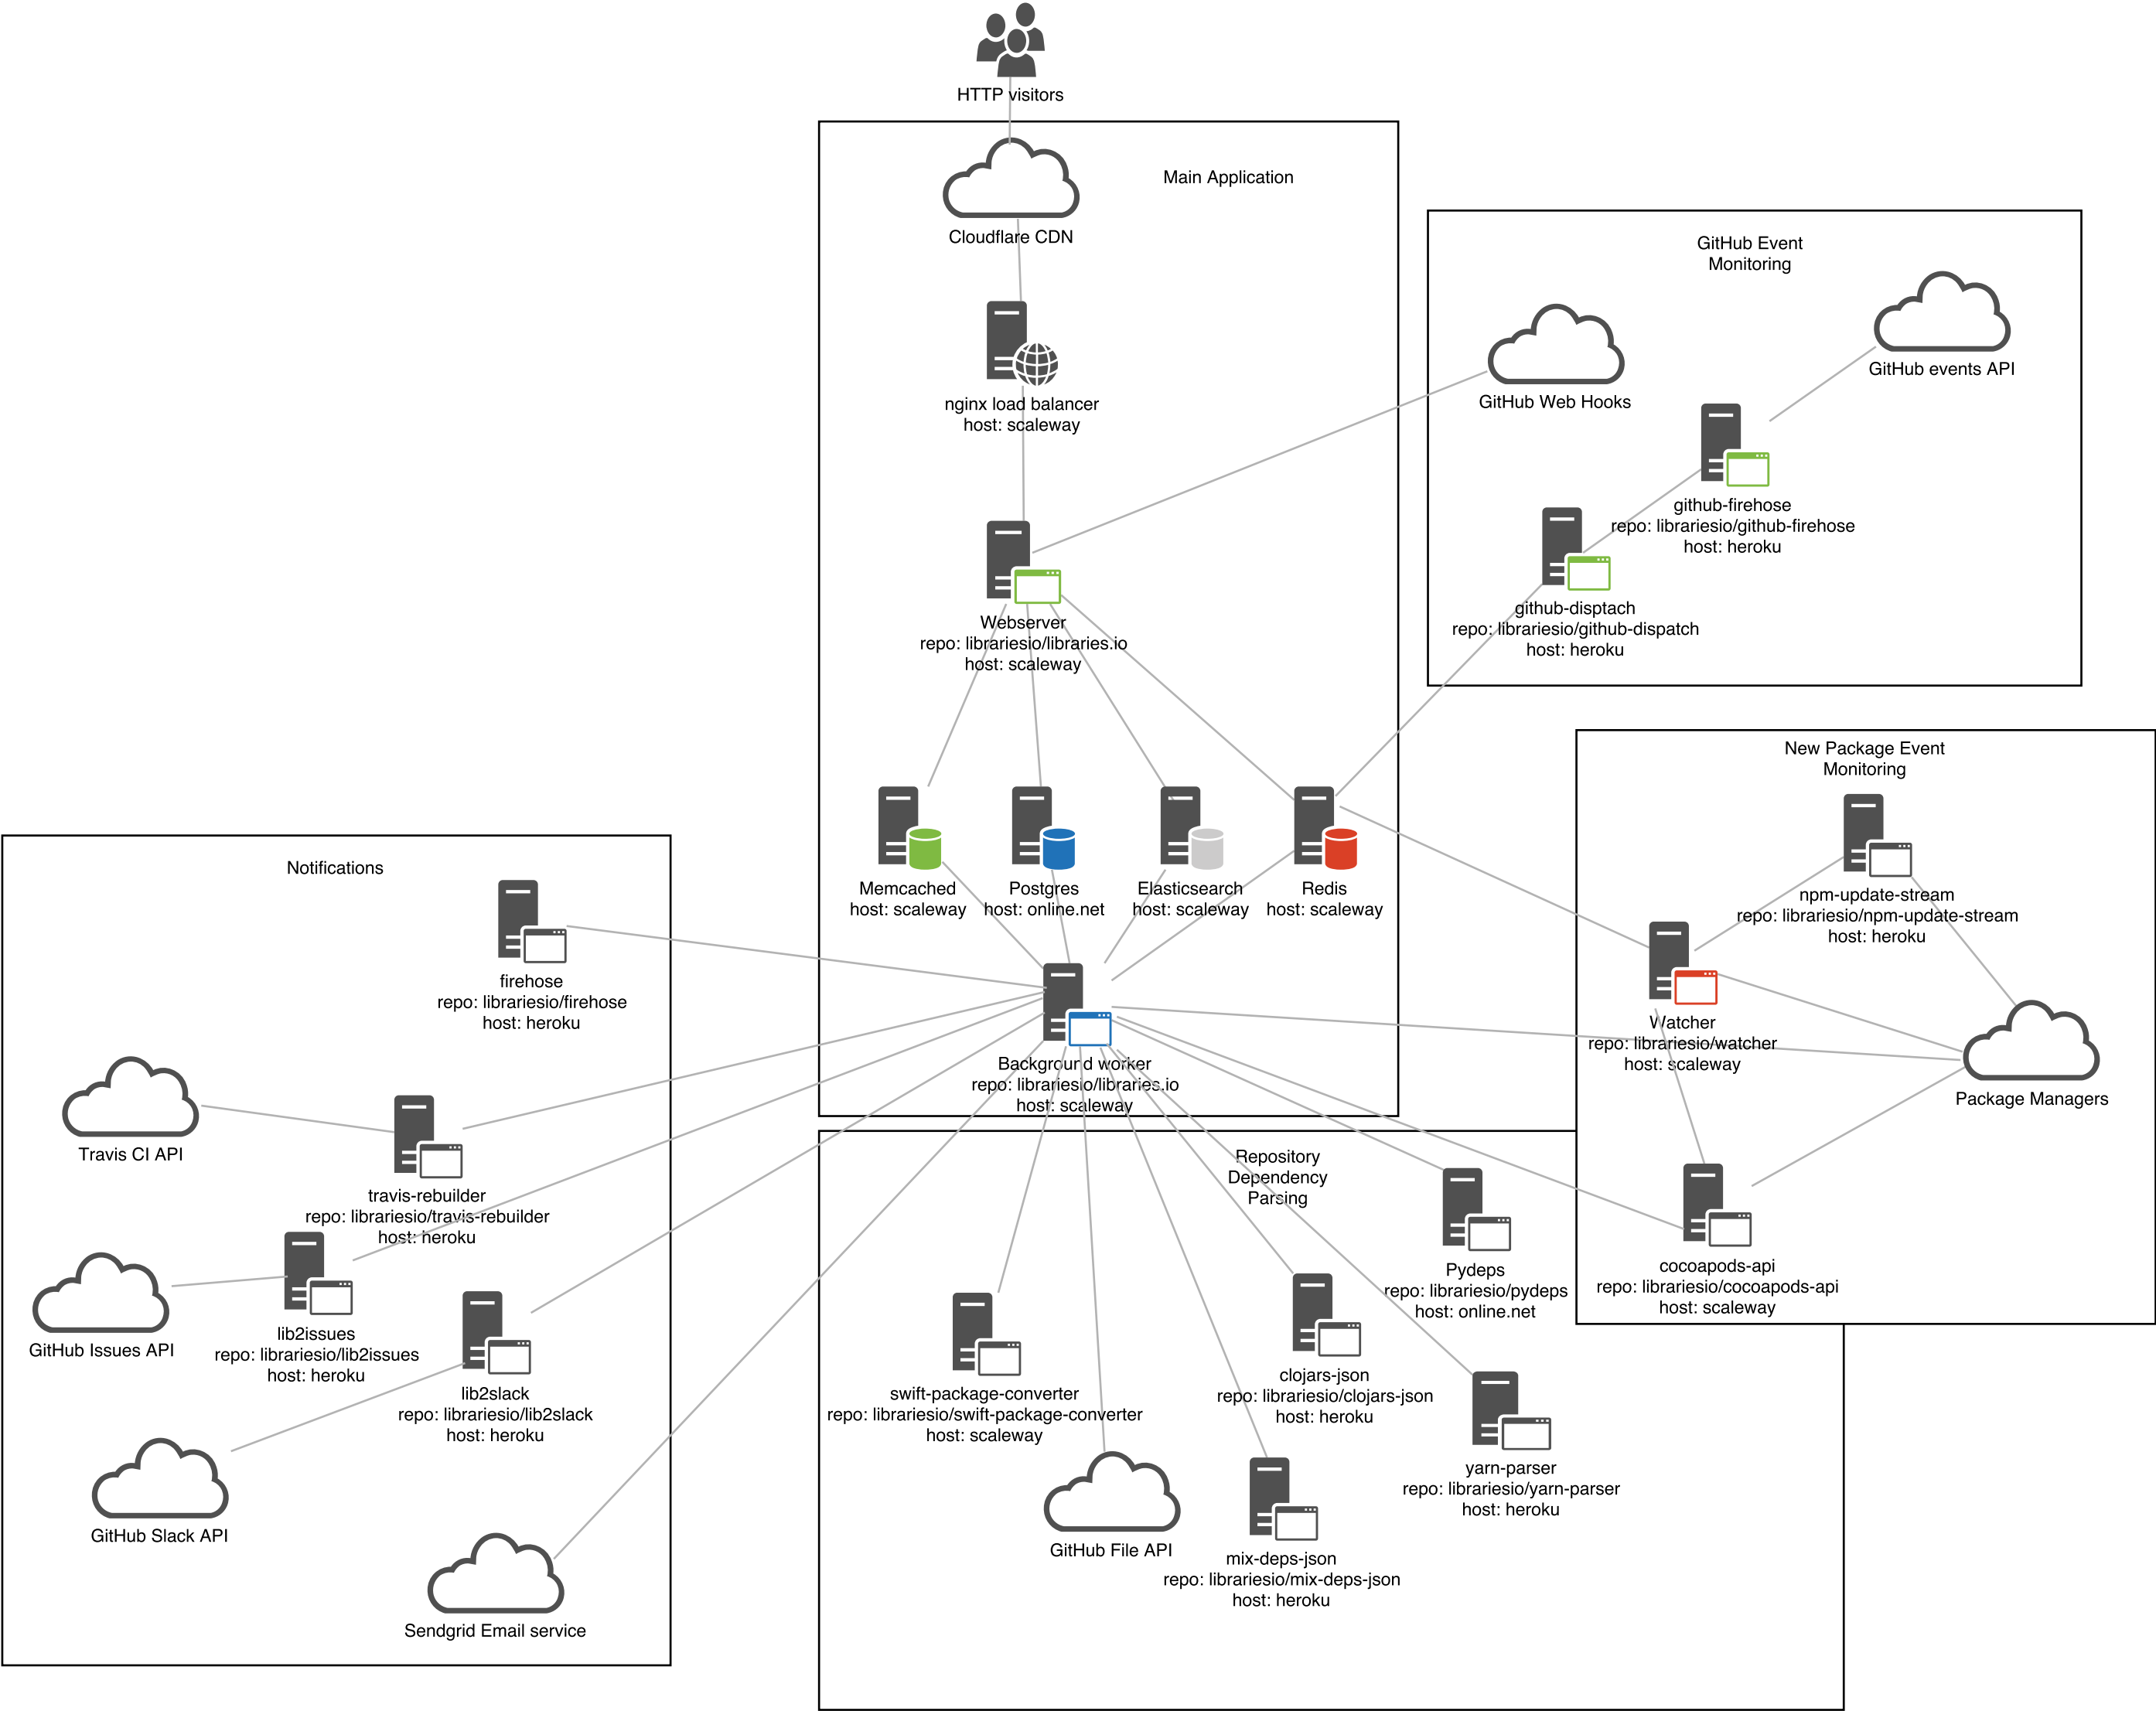 HTTP visitors
Main Application
Cloudflare CDN
nginx load balancer
host: scaleway
Webserver
repo: librariesio/libraries.io
host: scaleway
Memcached
host: scaleway
Postgres
host: online.net
Elasticsearch
host: scaleway
Redis
host: scaleway
Background worker
repo: librariesio/libraries.io
host: scaleway
GitHub Event
Monitoring
GitHub Web Hooks
GitHub events API
github-firehose
repo: librariesio/github-firehose
host: heroku
github-disptach
repo: librariesio/github-dispatch
host: heroku
New Package Event
Monitoring
npm-update-stream
repo: librariesio/npm-update-stream
host: heroku
Watcher
repo: librariesio/watcher
host: scaleway
Package Managers
cocoapods-api
repo: librariesio/cocoapods-api
host: scaleway
Notifications
firehose
repo: librariesio/firehose
host: heroku
Travis CI API
travis-rebuilder
repo: librariesio/travis-rebuilder
host: heroku
GitHub Issues API
lib2issues
repo: librariesio/lib2issues
host: heroku
lib2slack
repo: librariesio/lib2slack
host: heroku
GitHub Slack API
Sendgrid Email service
Repository
Dependency
Parsing
Pydeps
repo: librariesio/pydeps
host: online.net
clojars-json
repo: librariesio/clojars-json
host: heroku
swift-package-converter
repo: librariesio/swift-package-converter
host: scaleway
yarn-parser
repo: librariesio/yarn-parser
host: heroku
GitHub File API
mix-deps-json
repo: librariesio/mix-deps-json
host: heroku